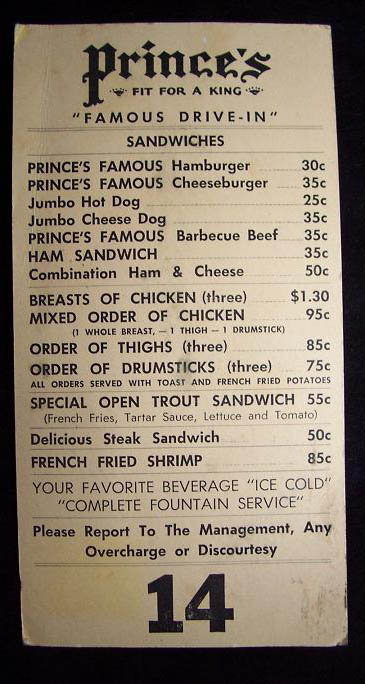 Prince's
FIT FOR A KING
"FAMOUS DRIVE-IN"
SANDWICHES
PRINCE'S FAMOUS Hamburger 30c
PRINCE'S FAMOUS Cheeseburger 35c
Jumbo Hot Dog 25c
Jumbo Cheese Dog 35c
PRINCE'S FAMOUS Barbecue Beef 35c
HAM SANDWICH 35c
Combination Ham & Cheese 50c
BREASTS OF CHICKEN (three) $1.30
MIXED ORDER OF CHICKEN 95c
(1 WHOLE BREAST, — 1 THIGH — 1 DRUMSTICK)
ORDER OF THIGHS (three) 85c
ORDER OF DRUMSTICKS (three) 75c
ALL ORDERS SERVED WITH TOAST AND FRENCH FRIED POTATOES
SPECIAL OPEN TROUT SANDWICH 55c
(French Fries, Tartar Sauce, Lettuce and Tomato)
Delicious Steak Sandwich 50c
FRENCH FRIED SHRIMP 85c
YOUR FAVORITE BEVERAGE "ICE COLD"
"COMPLETE FOUNTAIN SERVICE"
Please Report To The Management, Any
Overcharge or Discourtesy
14